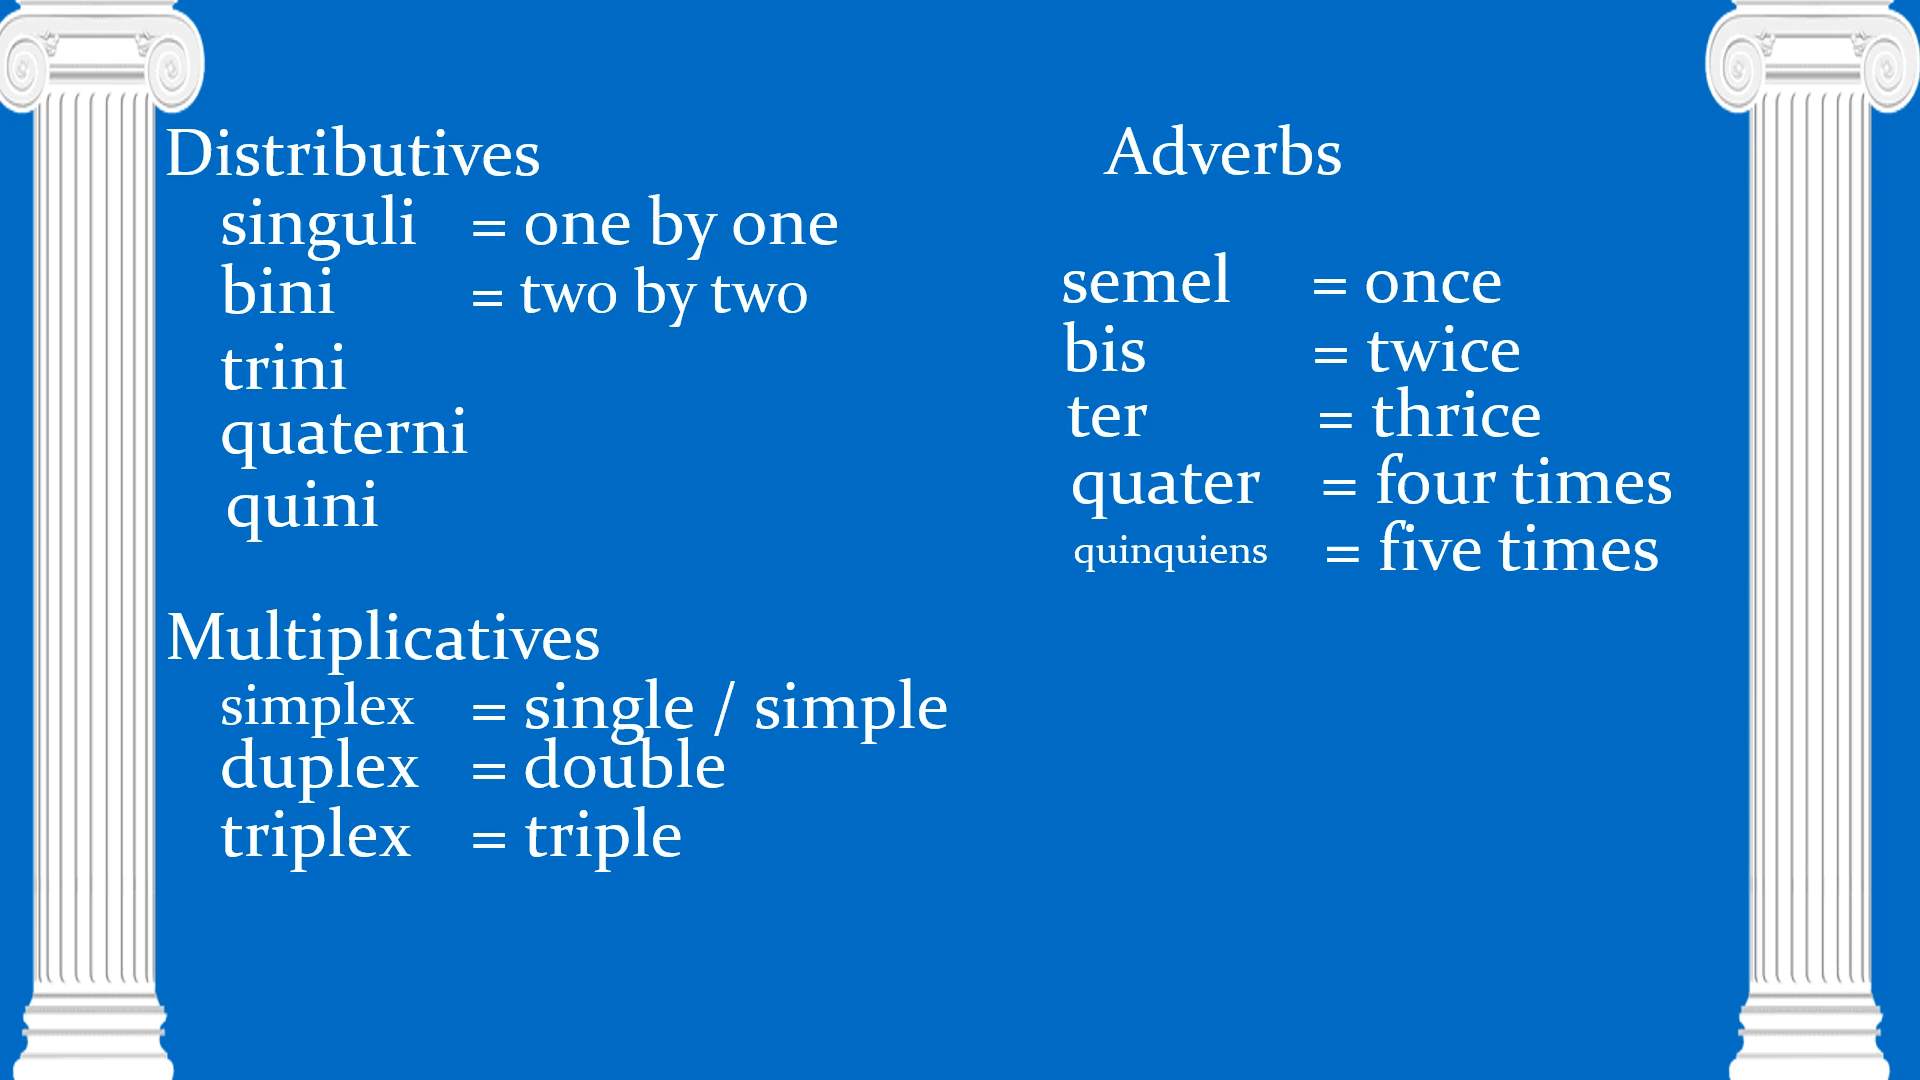 Distributives
singuli = one by one
bini = two by two
trini
quaterni
quini
Multiplicatives
simplex = single / simple
duplex = double
triplex = triple
Adverbs
semel = once
bis = twice
ter = thrice
quater = four times
quinquiens = five times